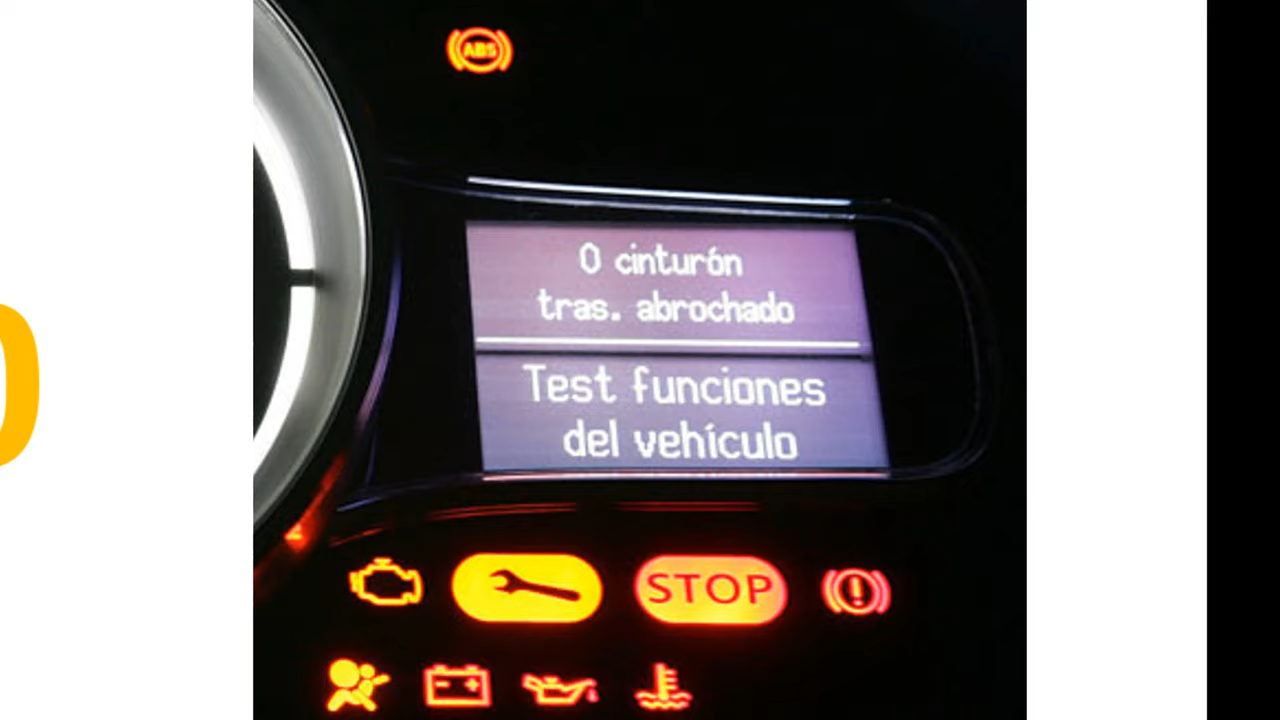 ABS
0 cinturón
tras. abrochado
Test funciones
del vehículo
STOP